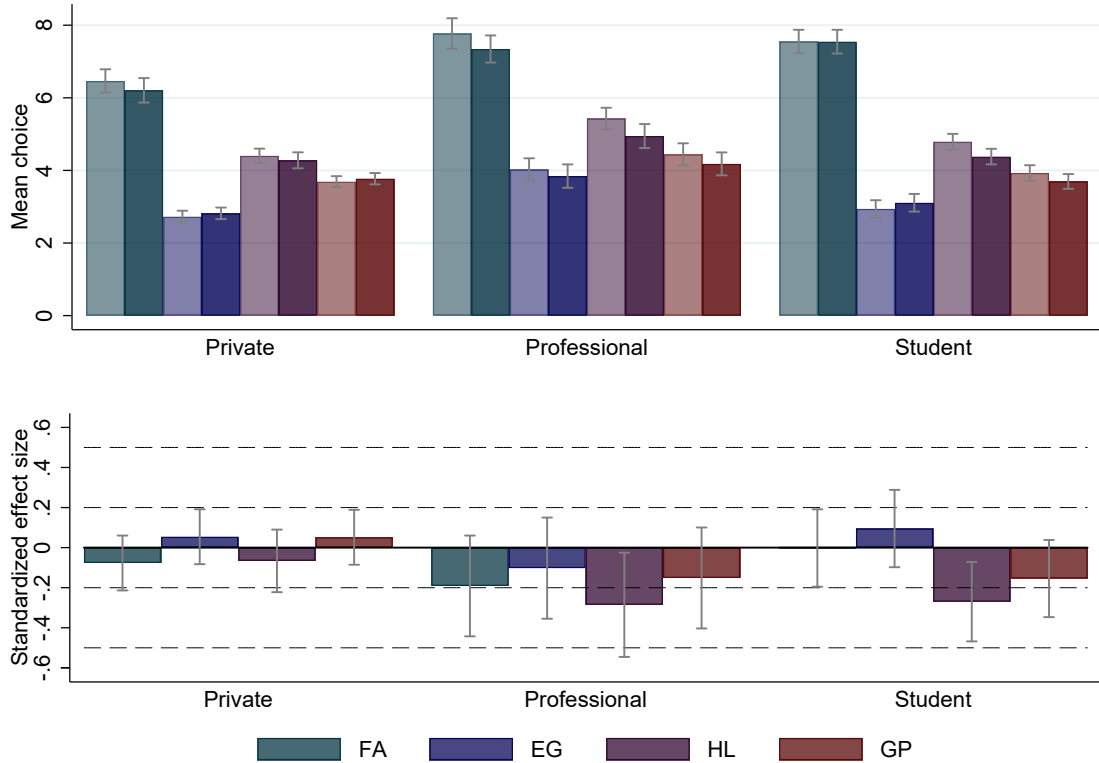 Mean choice
8
6
4
2
0
Private Professional Student
Standardized effect size
.6
.4
.2
0
-.2
-.4
-.6
Private Professional Student
FA EG HL GP